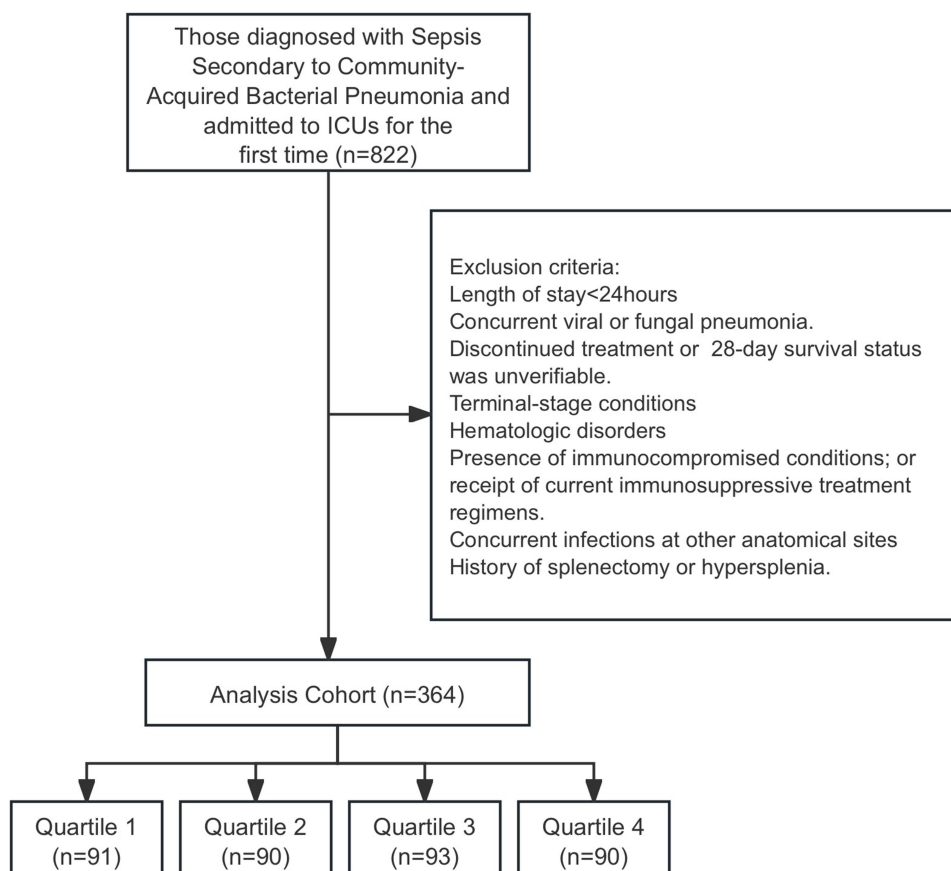 Those diagnosed with Sepsis
Secondary to Community-
Acquired Bacterial Pneumonia and
admitted to ICUs for the
first time (n=822)
Exclusion criteria:
Length of stay<24hours
Concurrent viral or fungal pneumonia.
Discontinued treatment or  28-day survival status
was unverifiable.
Terminal-stage conditions
Hematologic disorders
Presence of immunocompromised conditions; or
receipt of current immunosuppressive treatment
regimens.
Concurrent infections at other anatomical sites
History of splenectomy or hypersplenia.
Analysis Cohort (n=364)
Quartile 1
(n=91)
Quartile 2
(n=90)
Quartile 3
(n=93)
Quartile 4
(n=90)